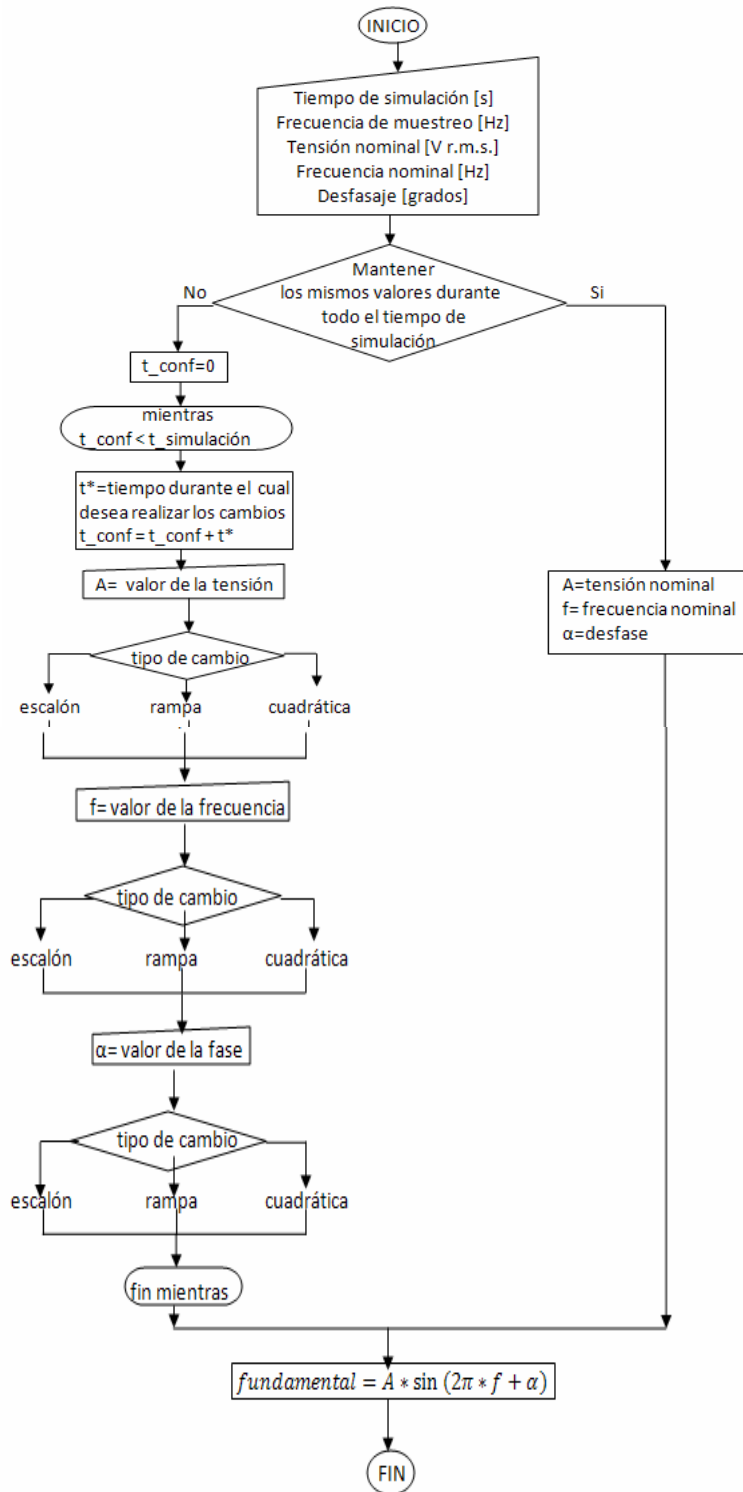 INICIO
Tiempo de simulación [s]
Frecuencia de muestreo [Hz]
Tensión nominal [V r.m.s.]
Frecuencia nominal [Hz]
Desfasaje [grados]
Mantener
los mismos valores durante
todo el tiempo de
simulación
No
Si
t_conf=0
mientras
t_conf < t_simulación
t*=tiempo durante el cual
desea realizar los cambios
t_conf = t_conf + t*
A= valor de la tensión
A=tensión nominal
f= frecuencia nominal
α=desfase
tipo de cambio
escalón rampa cuadrática
f= valor de la frecuencia
tipo de cambio
escalón rampa cuadrática
α= valor de la fase
tipo de cambio
escalón rampa cuadrática
fin mientras
fundamental = A * sin (2π * f + α)
FIN